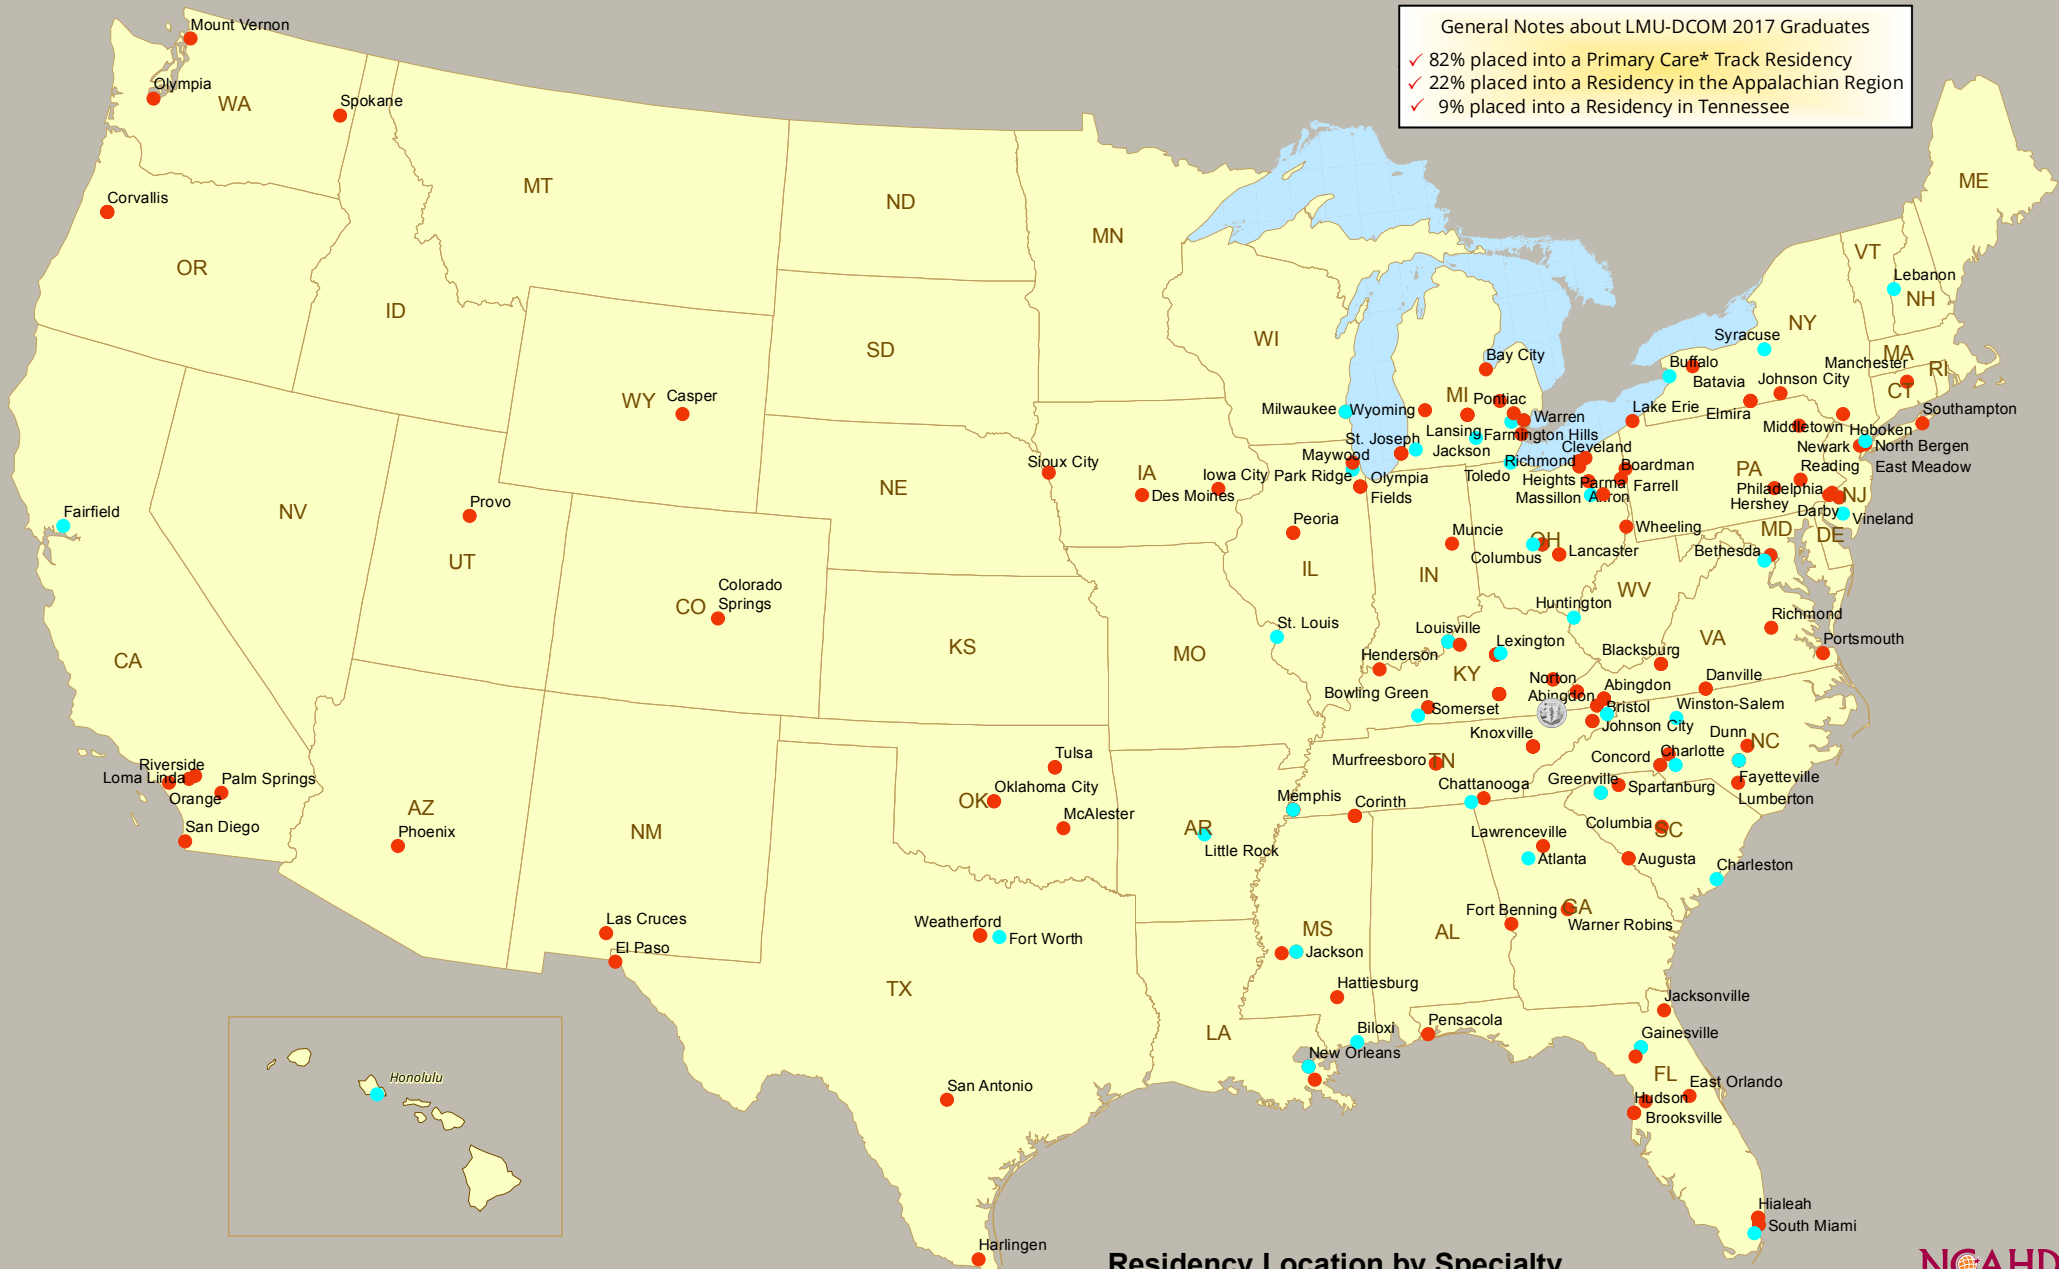 General Notes about LMU-DCOM 2017 Graduates
✓ 82% placed into a Primary Care* Track Residency
✓ 22% placed into a Residency in the Appalachian Region
✓ 9% placed into a Residency in Tennessee
Mount Vernon
Olympia
WA
Spokane
Corvallis
OR
ID
MT
ND
MN
SD
WI
WY
Casper
NE
Sioux City
IA
Des Moines
Iowa City
Fairfield
NV
Provo
UT
CO
Colorado
Springs
KS
MO
CA
Riverside
Loma Linda
Orange
Palm Springs
San Diego
AZ
Phoenix
NM
Las Cruces
El Paso
Tulsa
OK
Oklahoma City
McAlester
AR
Little Rock
Weatherford
Fort Worth
TX
San Antonio
Harlingen
LA
New Orleans
Honolulu
Milwaukee
Wyoming
MI
Bay City
Pontiac
Warren
Lansing
Farmington Hills
St. Joseph
Jackson
Maywood
Park Ridge
Olympia
Fields
Toledo
Peoria
IL
St. Louis
Muncie
IN
Richmond
Heights
Cleveland
Parma
Massillon
Akron
Boardman
Farrell
OH
Columbus
Lancaster
Wheeling
Lake Erie
Buffalo
Batavia
Syracuse
NY
Johnson City
Elmira
Middletown
VT
Lebanon
NH
ME
MA
Manchester
RI
CT
Southampton
Hoboken
Newark
North Bergen
East Meadow
PA
Reading
Philadelphia
Hershey
NJ
Darby
Vineland
MD
DE
Bethesda
WV
Huntington
VA
Richmond
Portsmouth
Blacksburg
Danville
Louisville
Lexington
Henderson
KY
Bowling Green
Somerset
Norton
Abingdon
Abingdon
Bristol
Johnson City
Winston-Salem
Knoxville
Murfreesboro
TN
Chattanooga
Memphis
Corinth
Dunn
NC
Concord
Charlotte
Fayetteville
Lumberton
Greenville
Spartanburg
Columbia
SC
Charleston
Lawrenceville
Atlanta
Augusta
Fort Benning
GA
Warner Robins
MS
AL
Jackson
Hattiesburg
Biloxi
Pensacola
Jacksonville
Gainesville
FL
East Orlando
Hudson
Brooksville
Hialeah
South Miami
Residency Location by Specialty
NCAHD